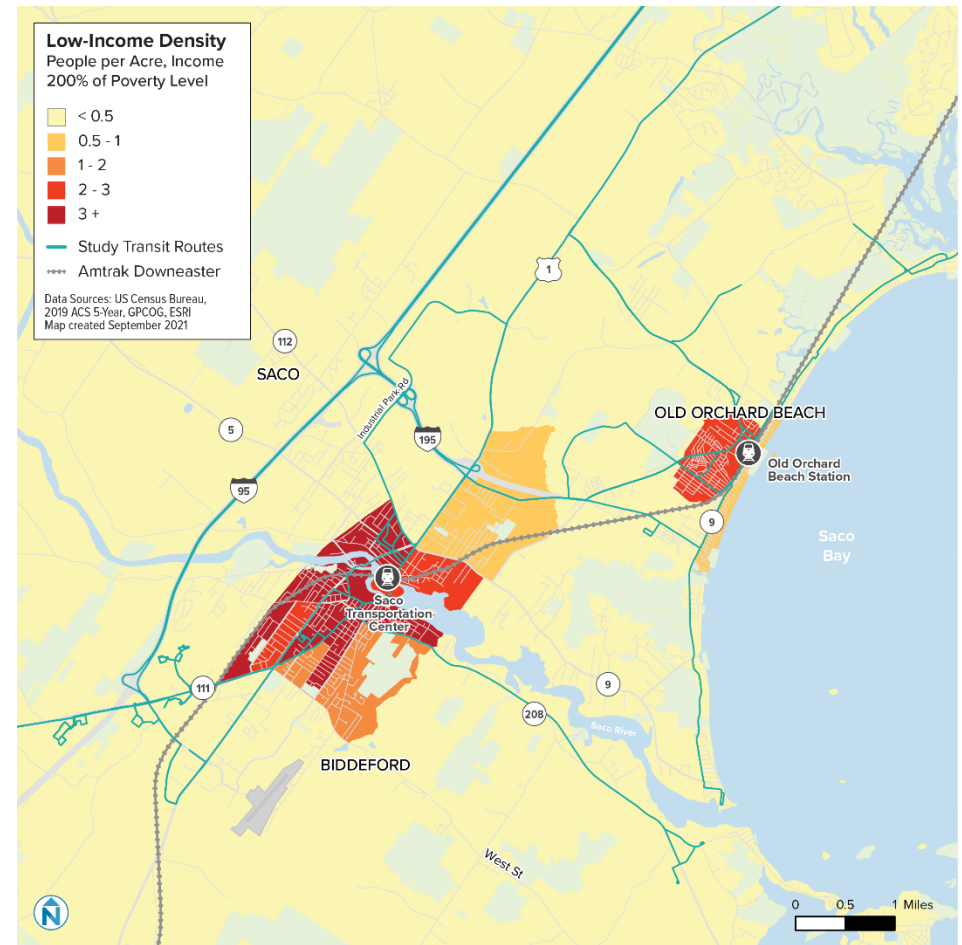 Low-Income Density
People per Acre, Income
200% of Poverty Level
< 0.5
0.5 - 1
1 - 2
2 - 3
3 +
Study Transit Routes
Amtrak Downeaster
Data Sources: US Census Bureau,
2019 ACS 5-Year, GPCOG, ESRI
Map created September 2021
1
112
SACO
Industrial Park Rd
5
195
OLD ORCHARD BEACH
Old Orchard
Beach Station
95
9
Saco
Bay
Saco
Transportation
Center
111
9
208
Saco River
BIDDEFORD
West St
N
0 0.5 1 Miles